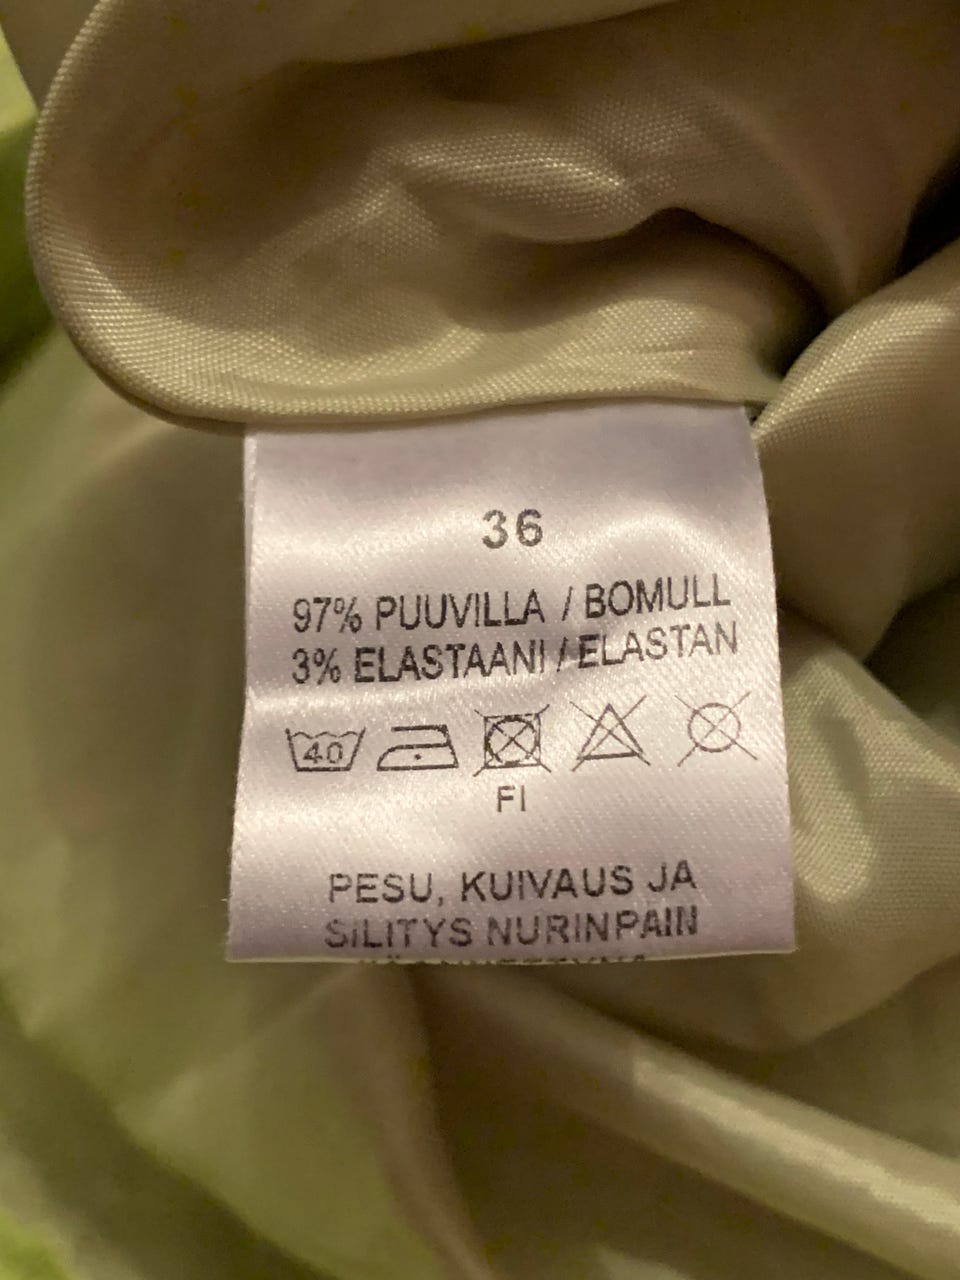 36
97% PUUVILLA / BOMULL
3% ELASTAANI / ELASTAN
40
FI
PESU, KUIVAUS JA
SILITYS NURINPAIN